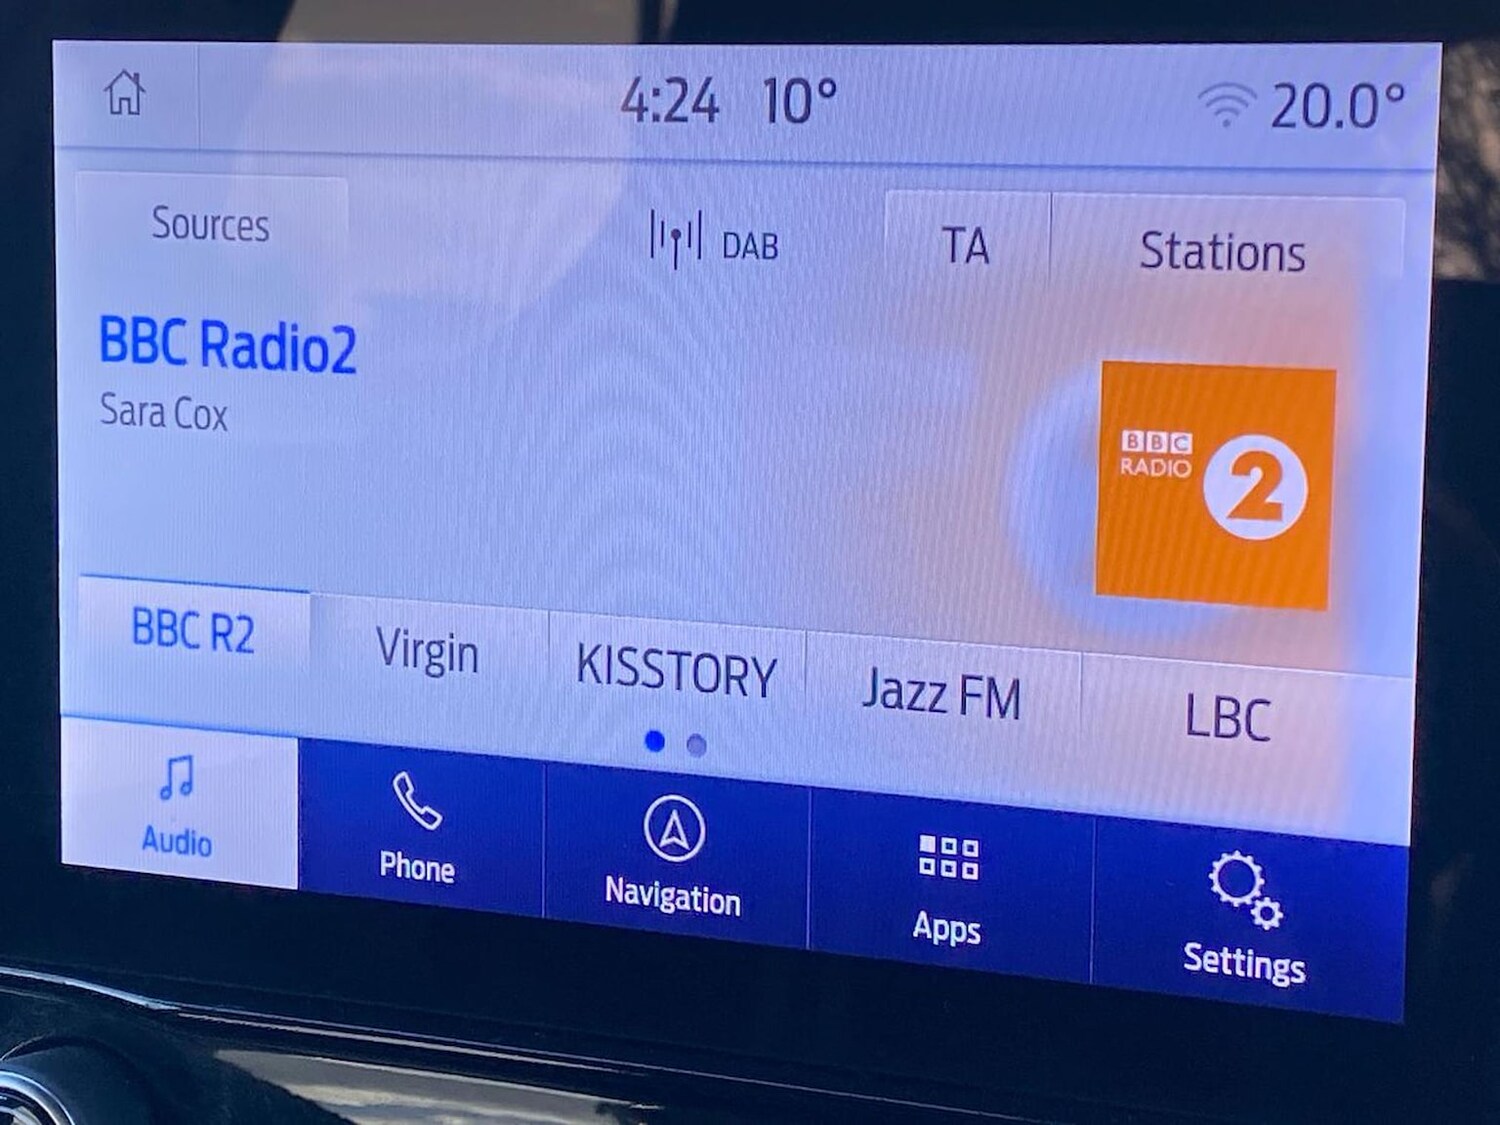 4:24 10° 20.0°
Sources DAB TA Stations
BBC Radio2
Sara Cox
BBC
RADIO 2
BBC R2 Virgin KISSTORY Jazz FM LBC
Audio Phone Navigation Apps Settings